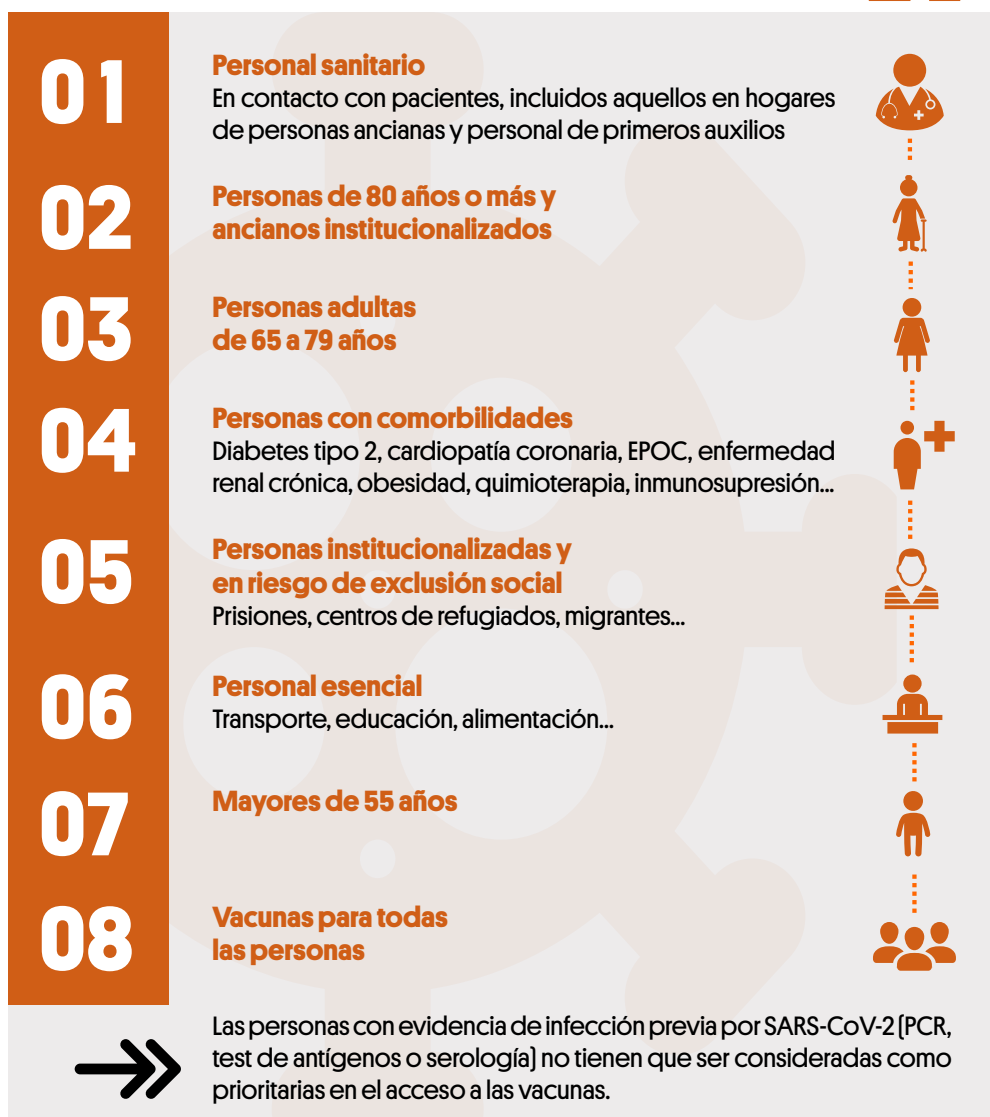 01
Personal sanitario
En contacto con pacientes, incluidos aquellos en hogares
de personas ancianas y personal de primeros auxilios
02
Personas de 80 años o más y
ancianos institucionalizados
03
Personas adultas
de 65 a 79 años
04
Personas con comorbilidades
Diabetes tipo 2, cardiopatía coronaria, EPOC, enfermedad
renal crónica, obesidad, quimioterapia, inmunosupresión...
05
Personas institucionalizadas y
en riesgo de exclusión social
Prisiones, centros de refugiados, migrantes...
06
Personal esencial
Transporte, educación, alimentación...
07
Mayores de 55 años
08
Vacunas para todas
las personas
Las personas con evidencia de infección previa por SARS-CoV-2 (PCR,
test de antígenos o serología) no tienen que ser consideradas como
prioritarias en el acceso a las vacunas.